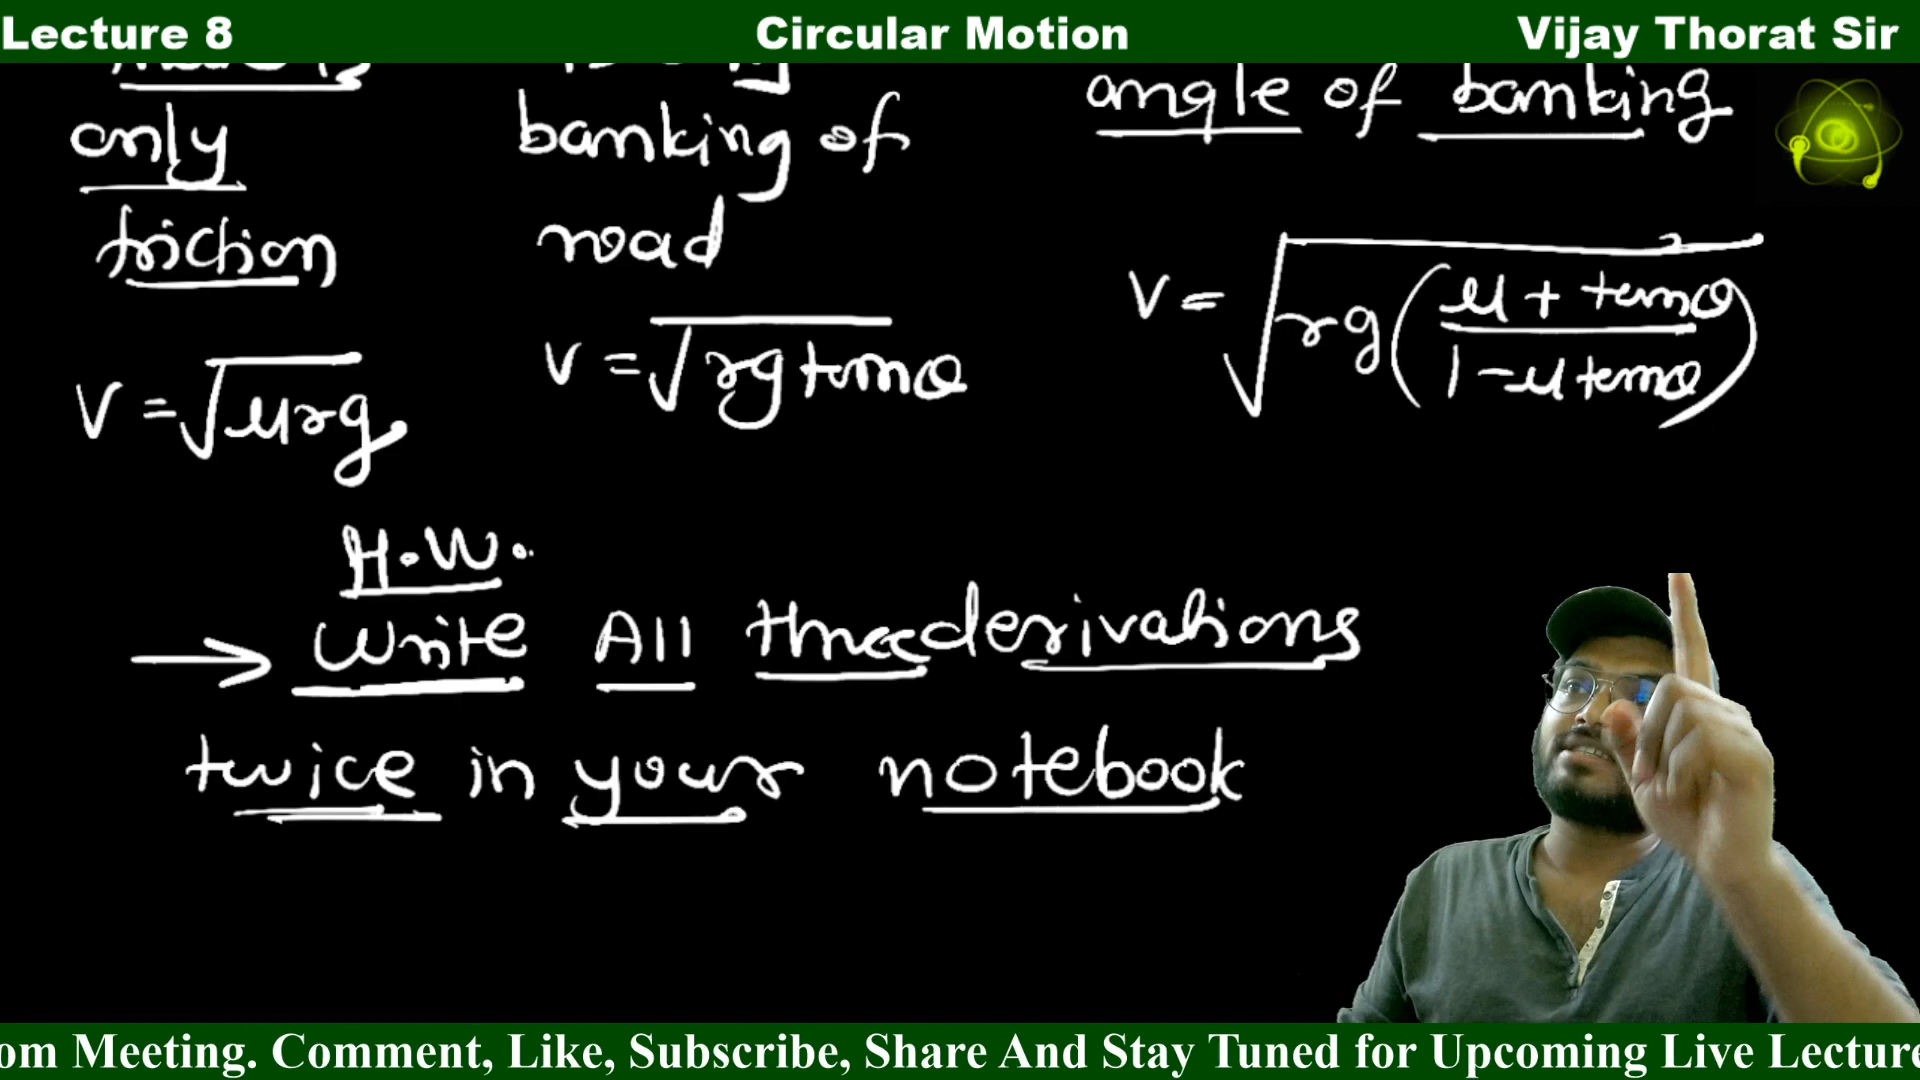 Lecture 8 Circular Motion Vijay Thorat Sir
only
friction
V = √μrg
banking of
road
V = √rg tanθ
angle of banking
V = √rg(μ + tanθ / 1 - μ tanθ)
H.W.
→ Write All three derivations
twice in your notebook
om Meeting. Comment, Like, Subscribe, Share And Stay Tuned for Upcoming Live Lecture